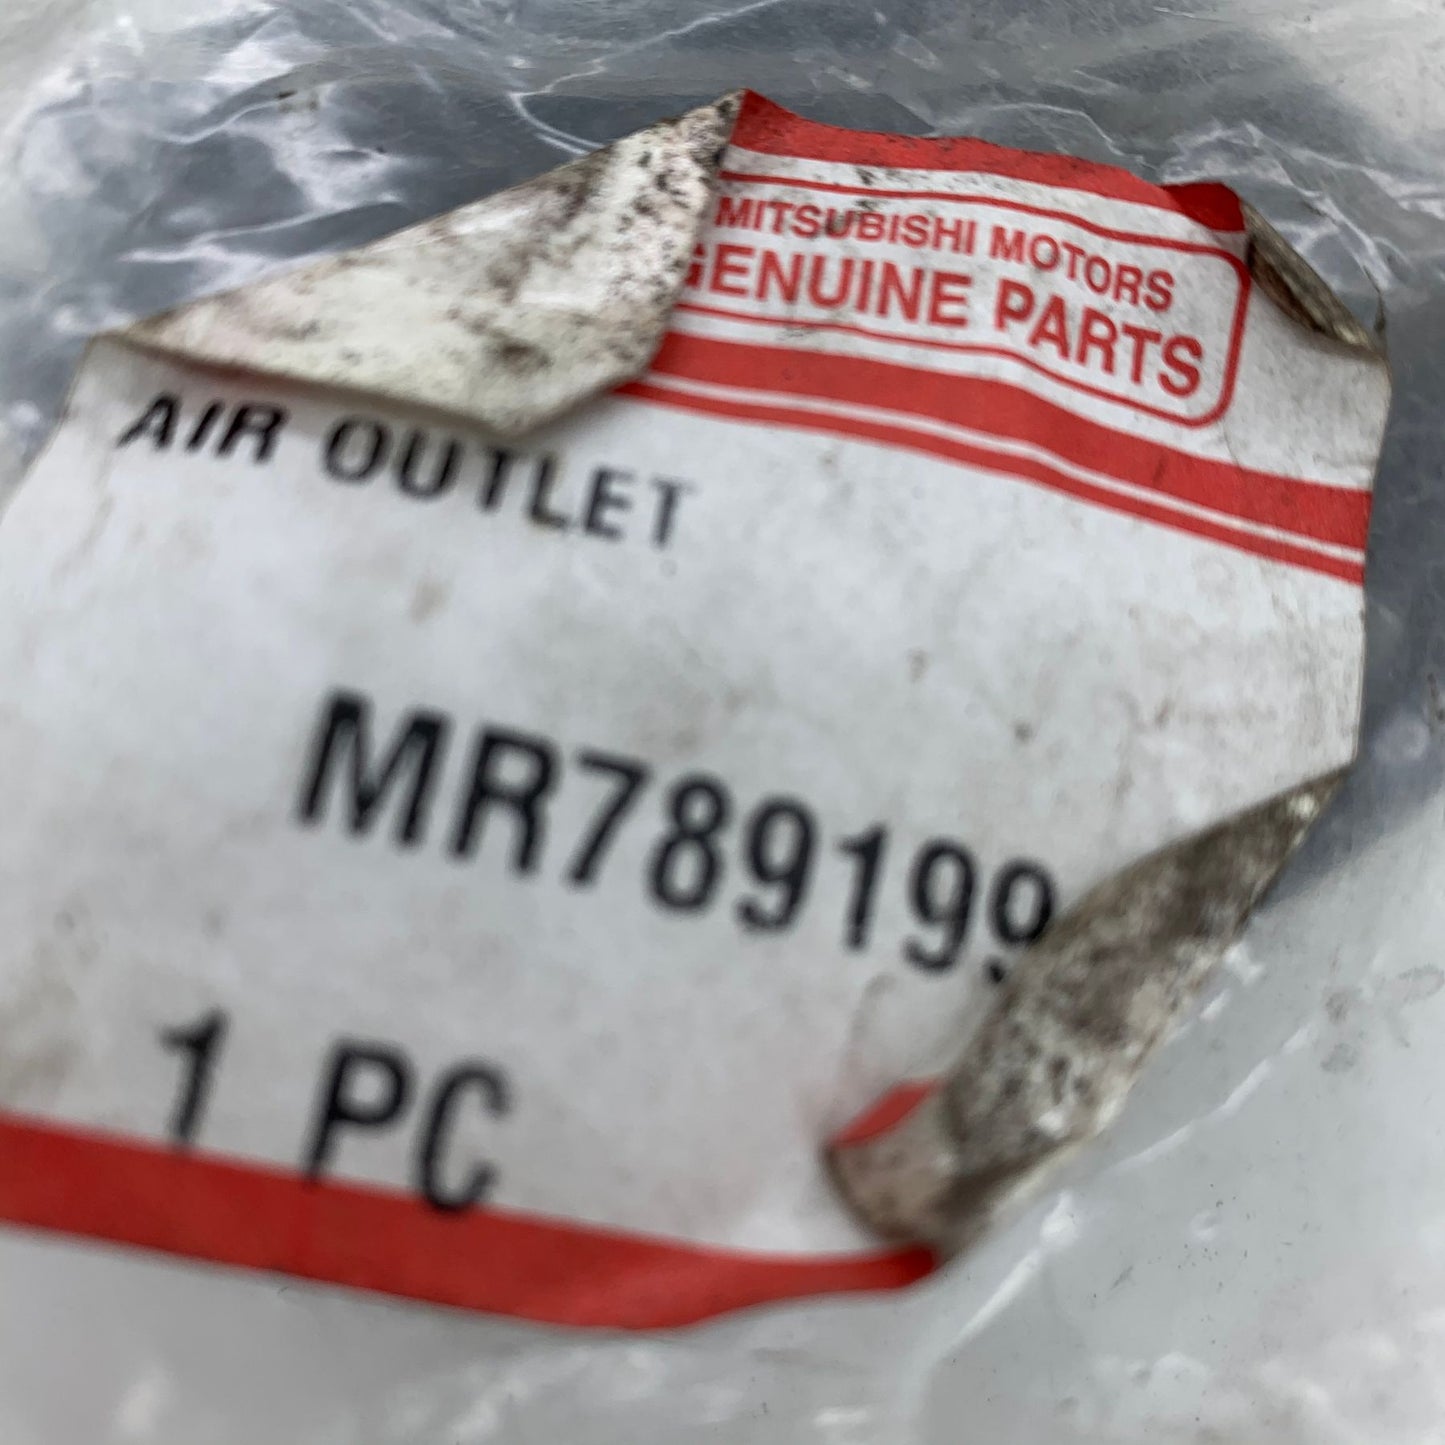 MITSUBISHI MOTORS
GENUINE PARTS
AIR OUTLET
MR789199
1 PC